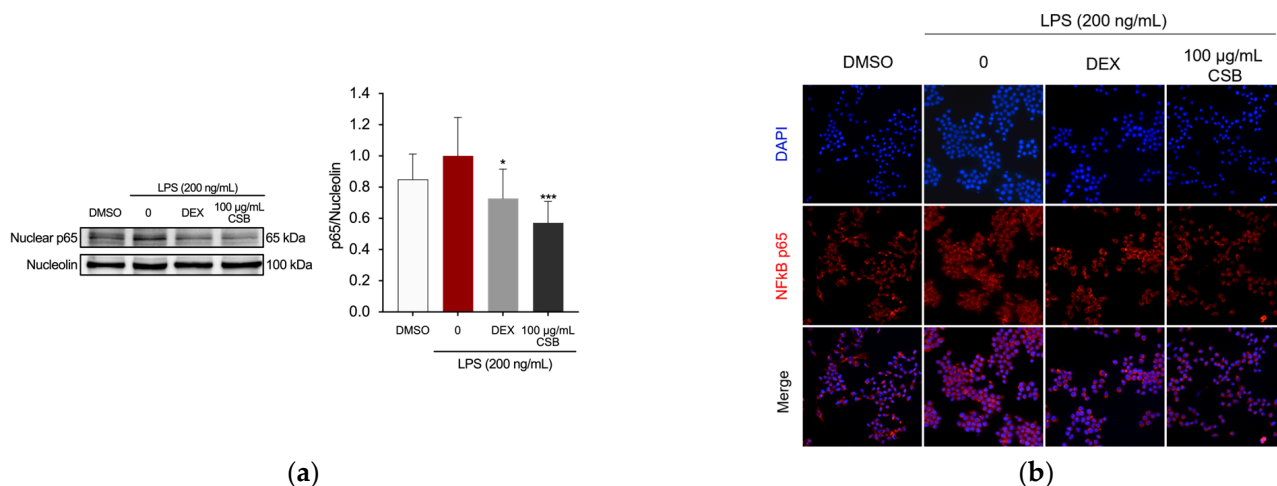 LPS (200 ng/mL)
DMSO 0 DEX 100 µg/mL
CSB
Nuclear p65 65 kDa
Nucleolin 100 kDa
p65/Nucleolin
1.4
1.2
1.0
0.8
0.6
0.4
0.2
0.0
*
***
DMSO 0 DEX 100 µg/mL
CSB
LPS (200 ng/mL)
(a)
LPS (200 ng/mL)
DMSO 0 DEX 100 µg/mL
CSB
DAPI
NFkB p65
Merge
(b)